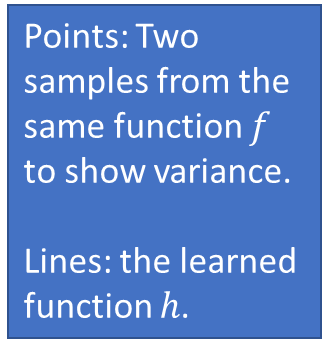 Points: Two
samples from the
same function f
to show variance.
Lines: the learned
function h.